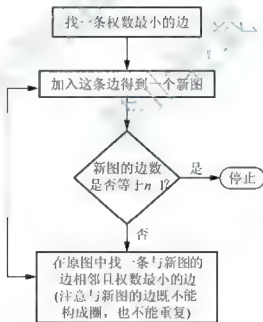 找一条权数最小的边
加入这条边得到一个新图
新图的边数
是否等于n-1?
是
停止
否
在原图中找一条与新图的
边相邻且权数最小的边
(注意与新图的边既不能
构成圈,也不能重复)